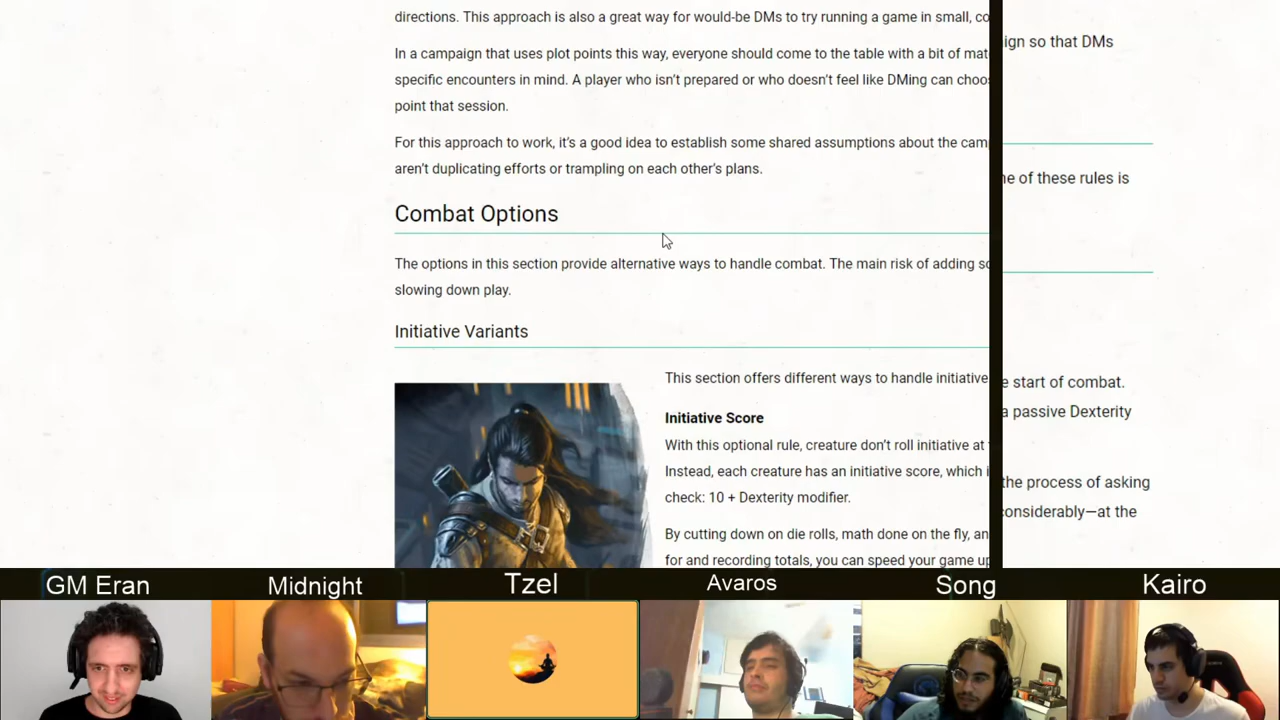 directions. This approach is also a great way for would-be DMs to try running a game in small, co
ign so that DMs
In a campaign that uses plot points this way, everyone should come to the table with a bit of mat
specific encounters in mind. A player who isn't prepared or who doesn't feel like DMing can choo
point that session.
For this approach to work, it's a good idea to establish some shared assumptions about the cam
aren't duplicating efforts or trampling on each other's plans.
ne of these rules is
Combat Options
The options in this section provide alternative ways to handle combat. The main risk of adding so
slowing down play.
Initiative Variants
This section offers different ways to handle initiative
e start of combat.
Initiative Score
a passive Dexterity
With this optional rule, creature don't roll initiative at
Instead, each creature has an initiative score, which i
the process of asking
check: 10 + Dexterity modifier.
considerably—at the
By cutting down on die rolls, math done on the fly, an
for and recording totals, you can speed your game up
GM Eran
Midnight
Tzel
Avaros
Song
Kairo